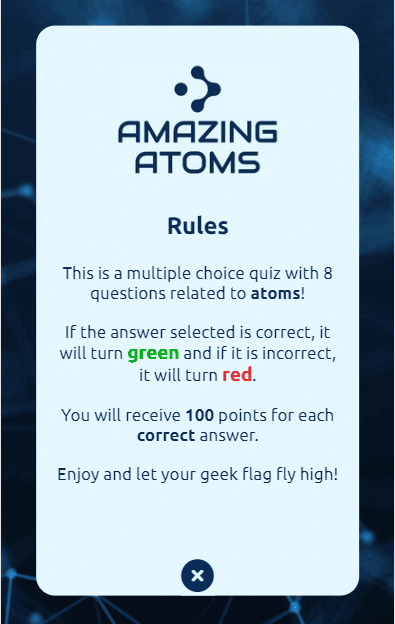 AMAZING
ATOMS
Rules
This is a multiple choice quiz with 8
questions related to atoms!
If the answer selected is correct, it
will turn green and if it is incorrect,
it will turn red.
You will receive 100 points for each
correct answer.
Enjoy and let your geek flag fly high!